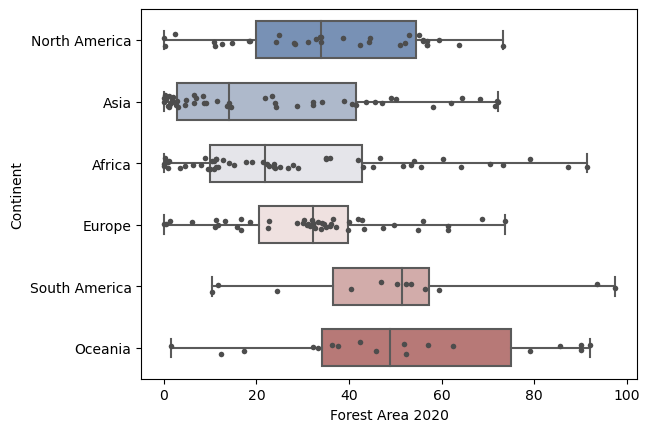 North America
Asia
Africa
Europe
South America
Oceania
Continent
0 20 40 60 80 100
Forest Area 2020